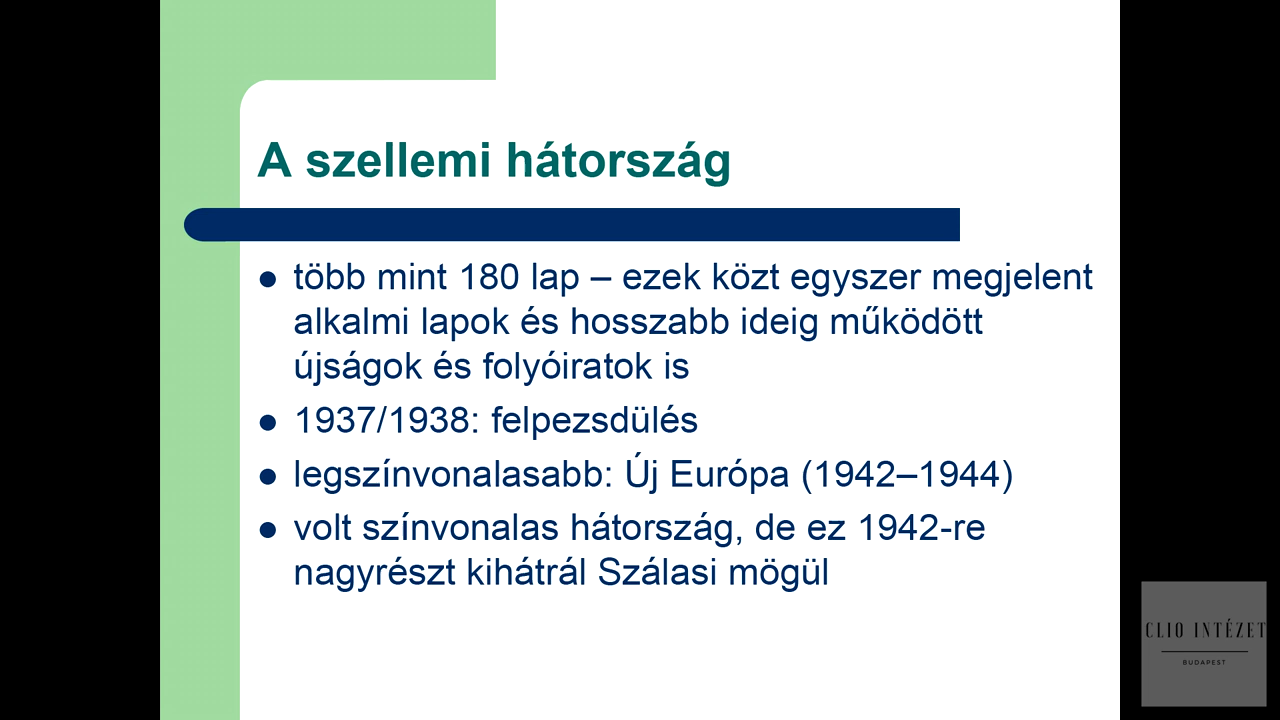 A szellemi hátország
több mint 180 lap – ezek közt egyszer megjelent
alkalmi lapok és hosszabb ideig működött
újságok és folyóiratok is
1937/1938: felpezsdülés
legszínvonalasabb: Új Európa (1942–1944)
volt színvonalas hátország, de ez 1942-re
nagyrészt kihátrál Szálasi mögül
CLIO INTÉZET
BUDAPEST